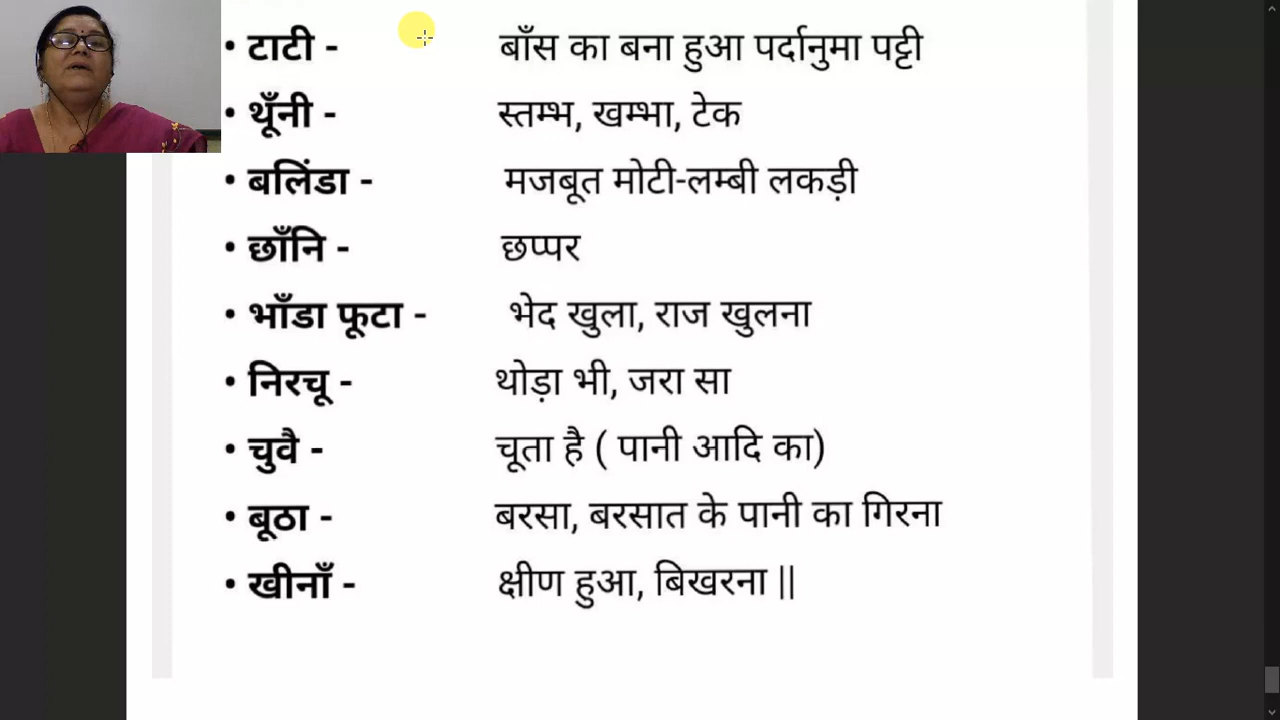 • टाटी - बाँस का बना हुआ पर्दानुमा पट्टी
• थूँनी - स्तम्भ, खम्भा, टेक
• बलिंडा - मजबूत मोटी-लम्बी लकड़ी
• छाँनि - छप्पर
• भाँडा फूटा - भेद खुला, राज खुलना
• निरचू - थोड़ा भी, जरा सा
• चुवै - चूता है ( पानी आदि का)
• बूठा - बरसा, बरसात के पानी का गिरना
• खीनाँ - क्षीण हुआ, बिखरना ||